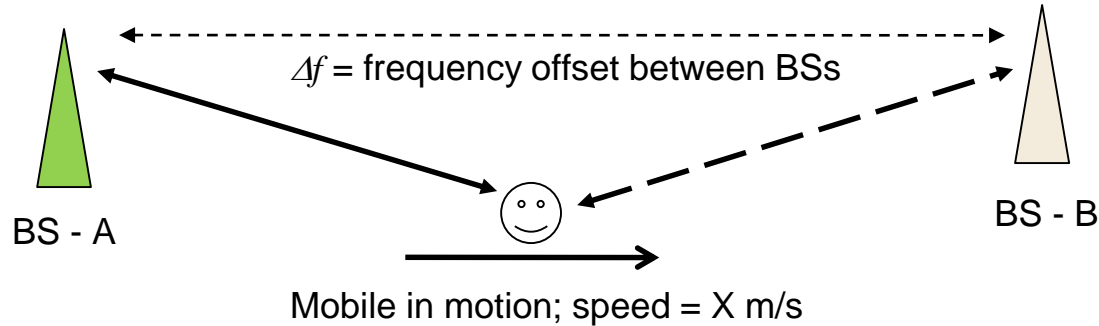 Δf = frequency offset between BSs
BS - A
BS - B
Mobile in motion; speed = X m/s